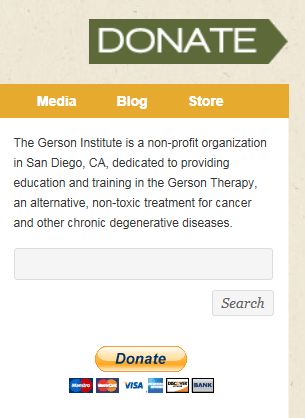 DONATE
Media Blog Store
The Gerson Institute is a non-profit organization
in San Diego, CA, dedicated to providing
education and training in the Gerson Therapy,
an alternative, non-toxic treatment for cancer
and other chronic degenerative diseases.
Search
Donate
Maestro MasterCard VISA DISCOVER BANK